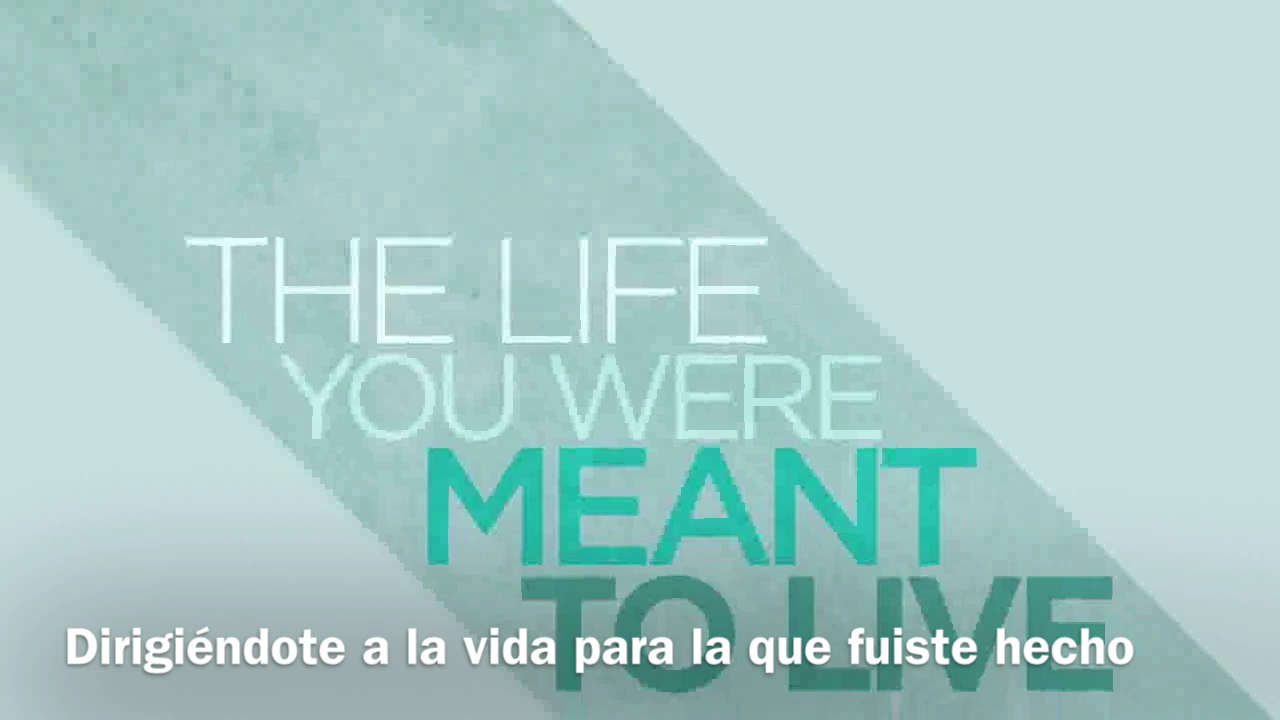 THE LIFE
YOU WERE
MEANT
TO LIVE
Dirigiéndote a la vida para la que fuiste hecho